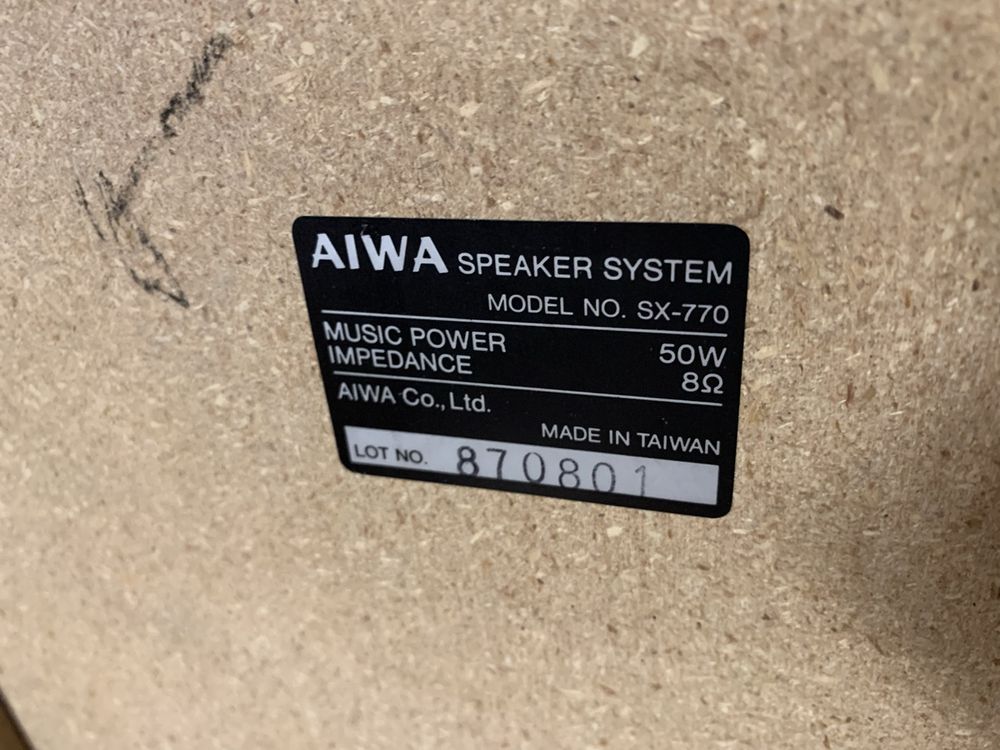 AIWA SPEAKER SYSTEM
MODEL NO. SX-770
MUSIC POWER 50W
IMPEDANCE 8Ω
AIWA Co., Ltd.
MADE IN TAIWAN
LOT NO. 870801